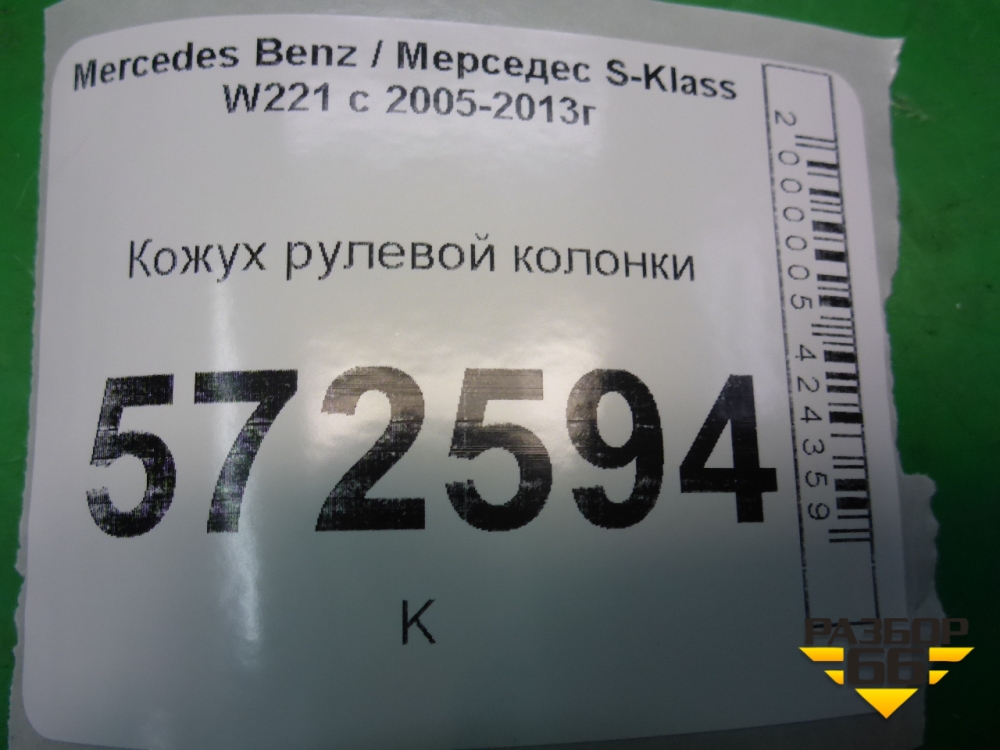 Mercedes Benz / Мерседес S-Klass
W221 с 2005-2013г
Кожух рулевой колонки
572594
К
2000005424359
РАЗБОР
66